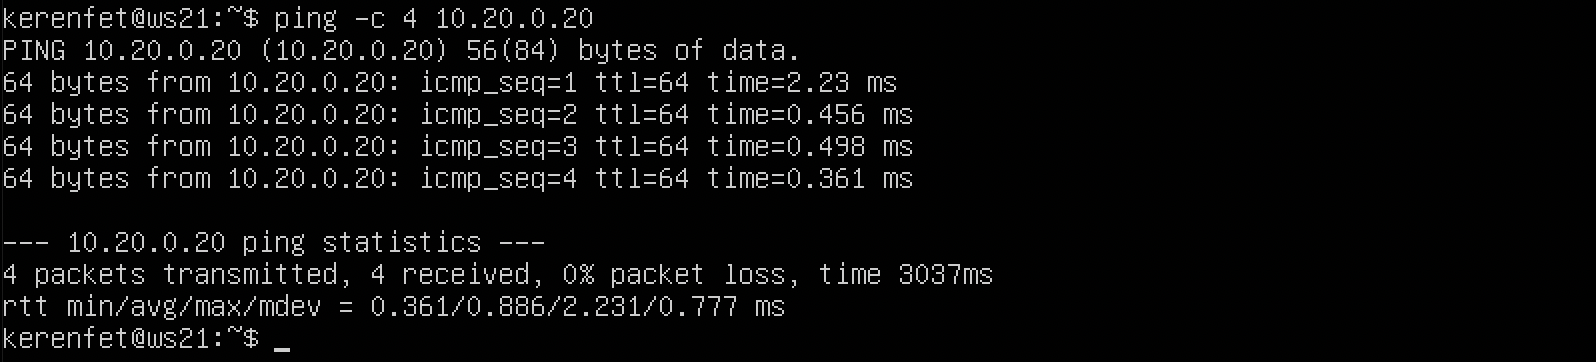 kerenfet@ws21:~$ ping -c 4 10.20.0.20
PING 10.20.0.20 (10.20.0.20) 56(84) bytes of data.
64 bytes from 10.20.0.20: icmp_seq=1 ttl=64 time=2.23 ms
64 bytes from 10.20.0.20: icmp_seq=2 ttl=64 time=0.456 ms
64 bytes from 10.20.0.20: icmp_seq=3 ttl=64 time=0.498 ms
64 bytes from 10.20.0.20: icmp_seq=4 ttl=64 time=0.361 ms
--- 10.20.0.20 ping statistics ---
4 packets transmitted, 4 received, 0% packet loss, time 3037ms
rtt min/avg/max/mdev = 0.361/0.886/2.231/0.777 ms
kerenfet@ws21:~$ _